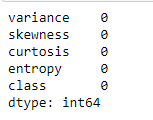 variance 0
skewness 0
curtosis 0
entropy 0
class 0
dtype: int64